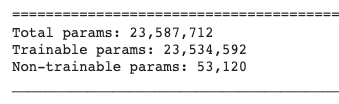 Total params: 23,587,712
Trainable params: 23,534,592
Non-trainable params: 53,120